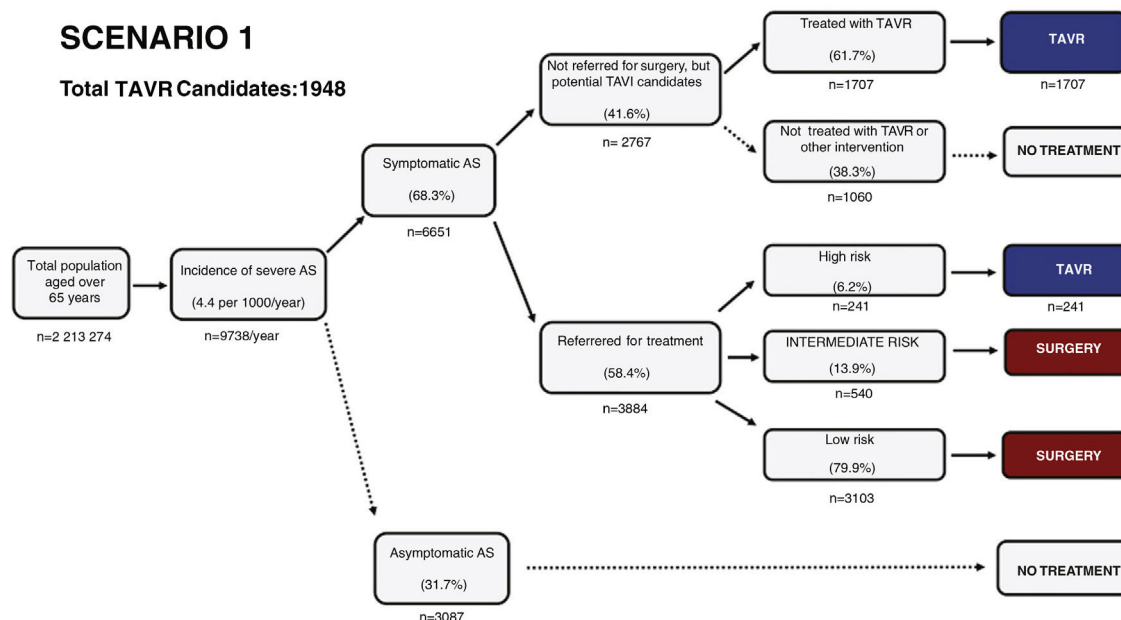 SCENARIO 1
Total TAVR Candidates:1948
Total population
aged over
65 years
n=2 213 274
Incidence of severe AS
(4.4 per 1000/year)
n=9738/year
Symptomatic AS
(68.3%)
n=6651
Asymptomatic AS
(31.7%)
n=3087
Not referred for surgery, but
potential TAVI candidates
(41.6%)
n= 2767
Referrered for treatment
(58.4%)
n=3884
Treated with TAVR
(61.7%)
n=1707
Not treated with TAVR or
other intervention
(38.3%)
n=1060
High risk
(6.2%)
n=241
INTERMEDIATE RISK
(13.9%)
n=540
Low risk
(79.9%)
n=3103
TAVR
n=1707
NO TREATMENT
TAVR
n=241
SURGERY
SURGERY
NO TREATMENT